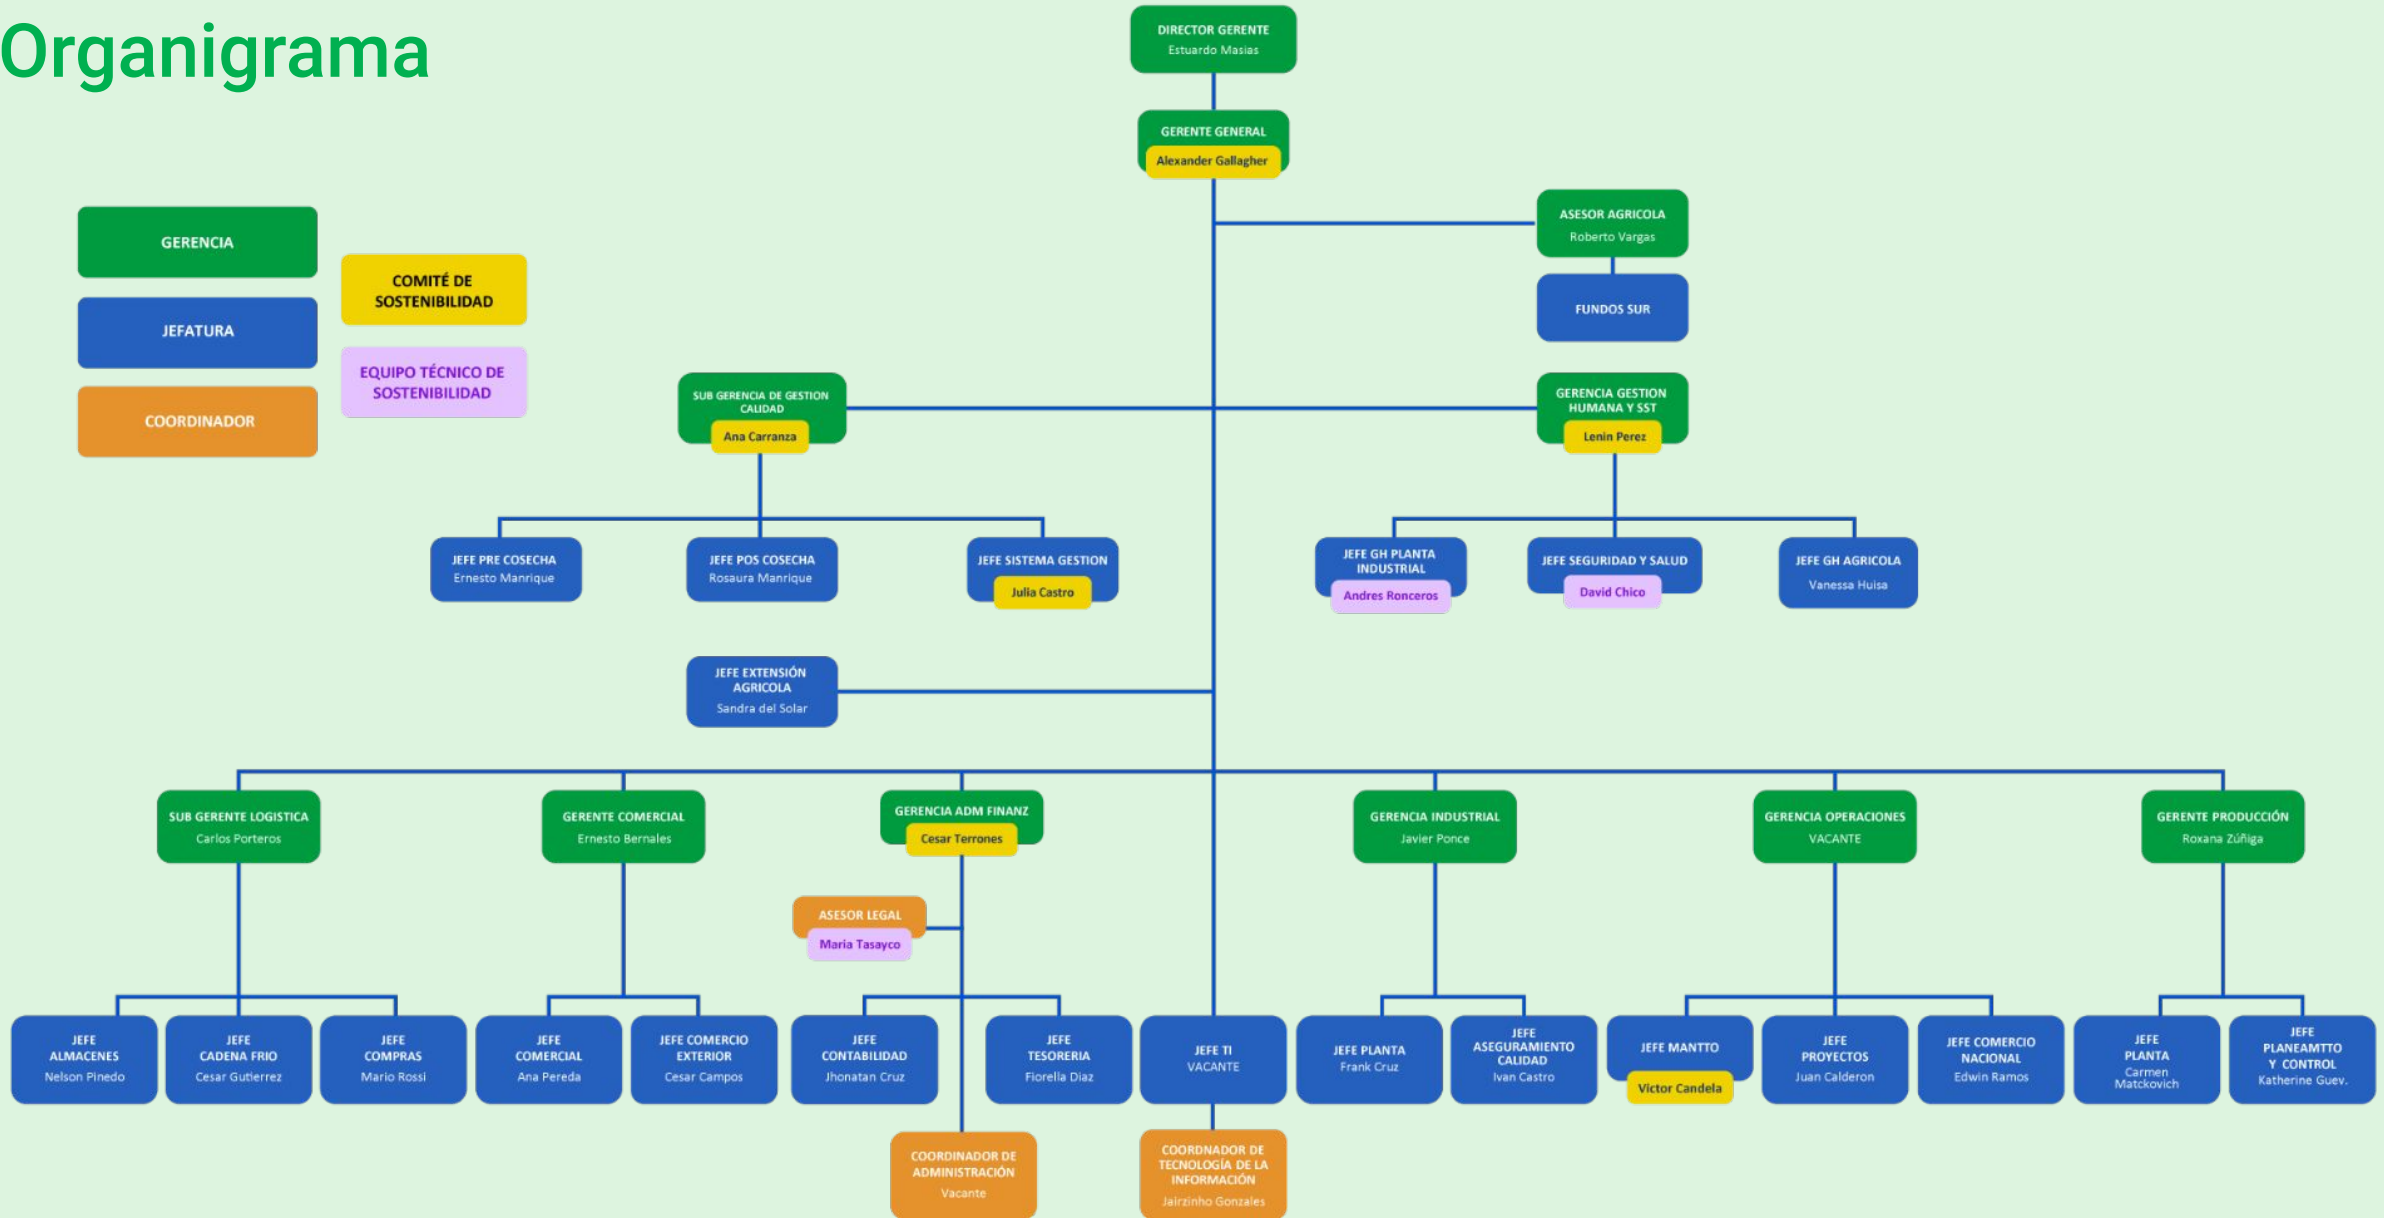 Organigrama
DIRECTOR GERENTE
Estuardo Masias
GERENTE GENERAL
Alexander Gallagher
ASESOR AGRICOLA
Roberto Vargas
FUNDOS SUR
GERENCIA
JEFATURA
COORDINADOR
COMITÉ DE
SOSTENIBILIDAD
EQUIPO TÉCNICO DE
SOSTENIBILIDAD
SUB GERENCIA DE GESTION
CALIDAD
Ana Carranza
GERENCIA GESTION
HUMANA Y SST
Lenin Perez
JEFE PRE COSECHA
Ernesto Manrique
JEFE POS COSECHA
Rosaura Manrique
JEFE SISTEMA GESTION
Julia Castro
JEFE GH PLANTA
INDUSTRIAL
Andres Ronceros
JEFE SEGURIDAD Y SALUD
David Chico
JEFE GH AGRICOLA
Vanessa Huisa
JEFE EXTENSIÓN
AGRICOLA
Sandra del Solar
SUB GERENTE LOGISTICA
Carlos Porteros
GERENTE COMERCIAL
Ernesto Bernales
GERENCIA ADM FINANZ
Cesar Terrones
GERENCIA INDUSTRIAL
Javier Ponce
GERENCIA OPERACIONES
VACANTE
GERENTE PRODUCCIÓN
Roxana Zúñiga
ASESOR LEGAL
Maria Tasayco
JEFE
ALMACENES
Nelson Pinedo
JEFE
CADENA FRIO
Cesar Gutierrez
JEFE
COMPRAS
Mario Rossi
JEFE
COMERCIAL
Ana Pereda
JEFE COMERCIO
EXTERIOR
Cesar Campos
JEFE
CONTABILIDAD
Jhonatan Cruz
JEFE
TESORERIA
Fiorella Diaz
JEFE TI
VACANTE
JEFE PLANTA
Frank Cruz
JEFE
ASEGURAMIENTO
CALIDAD
Ivan Castro
JEFE MANTTO
Victor Candela
JEFE
PROYECTOS
Juan Calderon
JEFE COMERCIO
NACIONAL
Edwin Ramos
JEFE
PLANTA
Carmen
Matckovich
JEFE
PLANEAMTTO
Y CONTROL
Katherine Guev.
COORDINADOR DE
ADMINISTRACIÓN
Vacante
COORDNADOR DE
TECNOLOGÍA DE LA
INFORMACIÓN
Jairzinho Gonzales